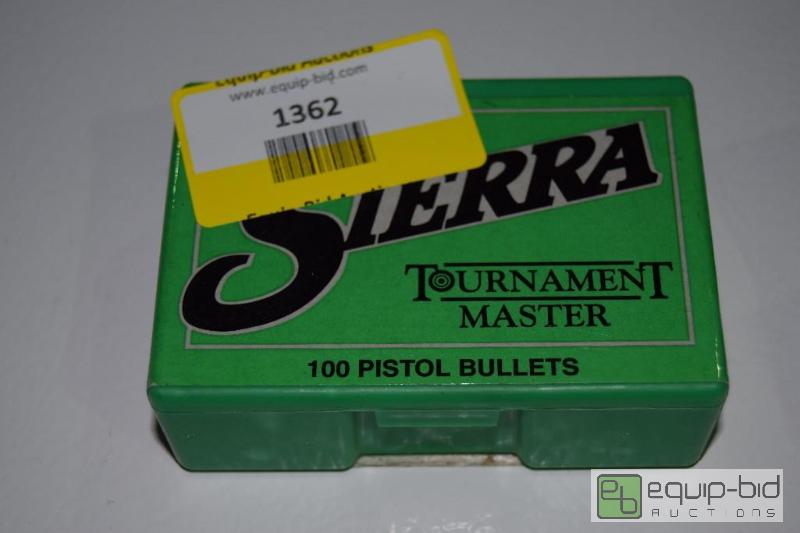 Equip-Bid Auctions
www.equip-bid.com
1362
SIERRA
TOURNAMENT
MASTER
100 PISTOL BULLETS
equip-bid
AUCTIONS